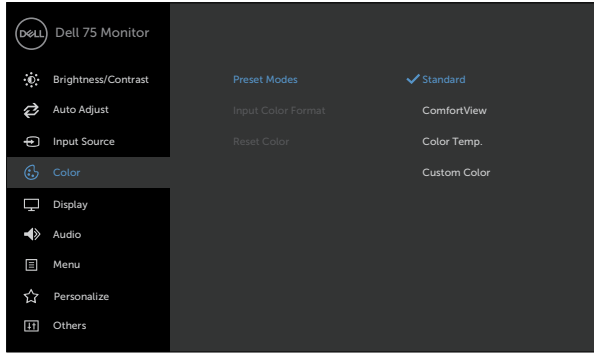 DELL Dell 75 Monitor
Brightness/Contrast Preset Modes Standard
Auto Adjust Input Color Format ComfortView
Input Source Reset Color Color Temp.
Color Custom Color
Display
Audio
Menu
Personalize
Others